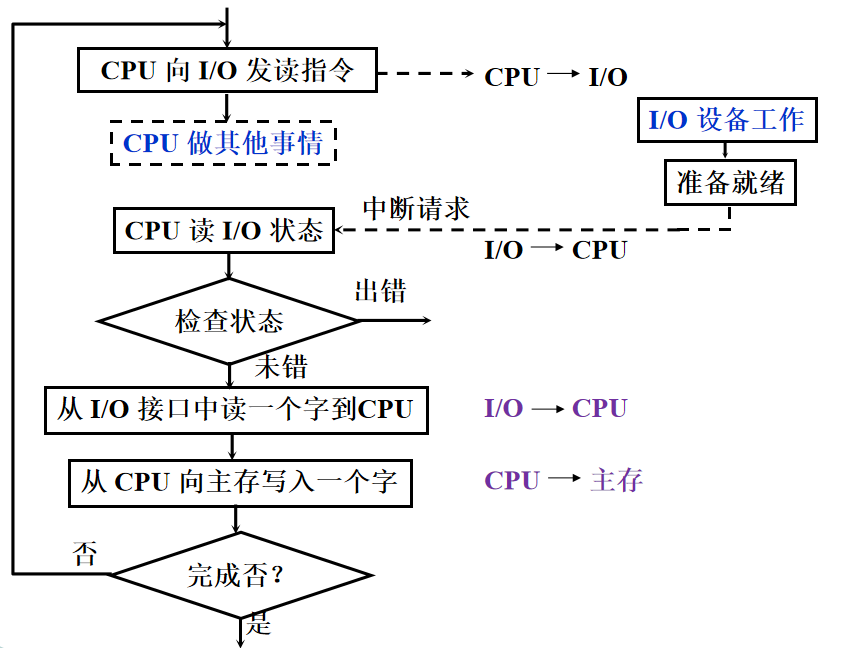 CPU 向 I/O 发读指令
CPU → I/O
I/O 设备工作
CPU 做其他事情
准备就绪
中断请求
CPU 读 I/O 状态
I/O → CPU
出错
检查状态
未错
从 I/O 接口中读一个字到CPU
I/O → CPU
从 CPU 向主存写入一个字
CPU → 主存
否
完成否?
是